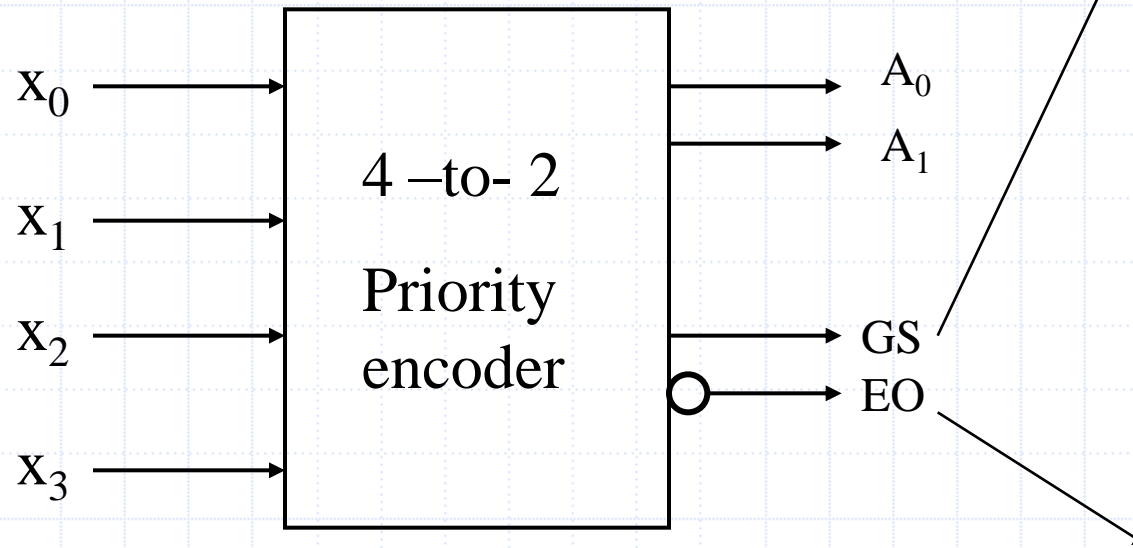 x0
x1
x2
x3
4 –to- 2
Priority
encoder
A0
A1
GS
EO